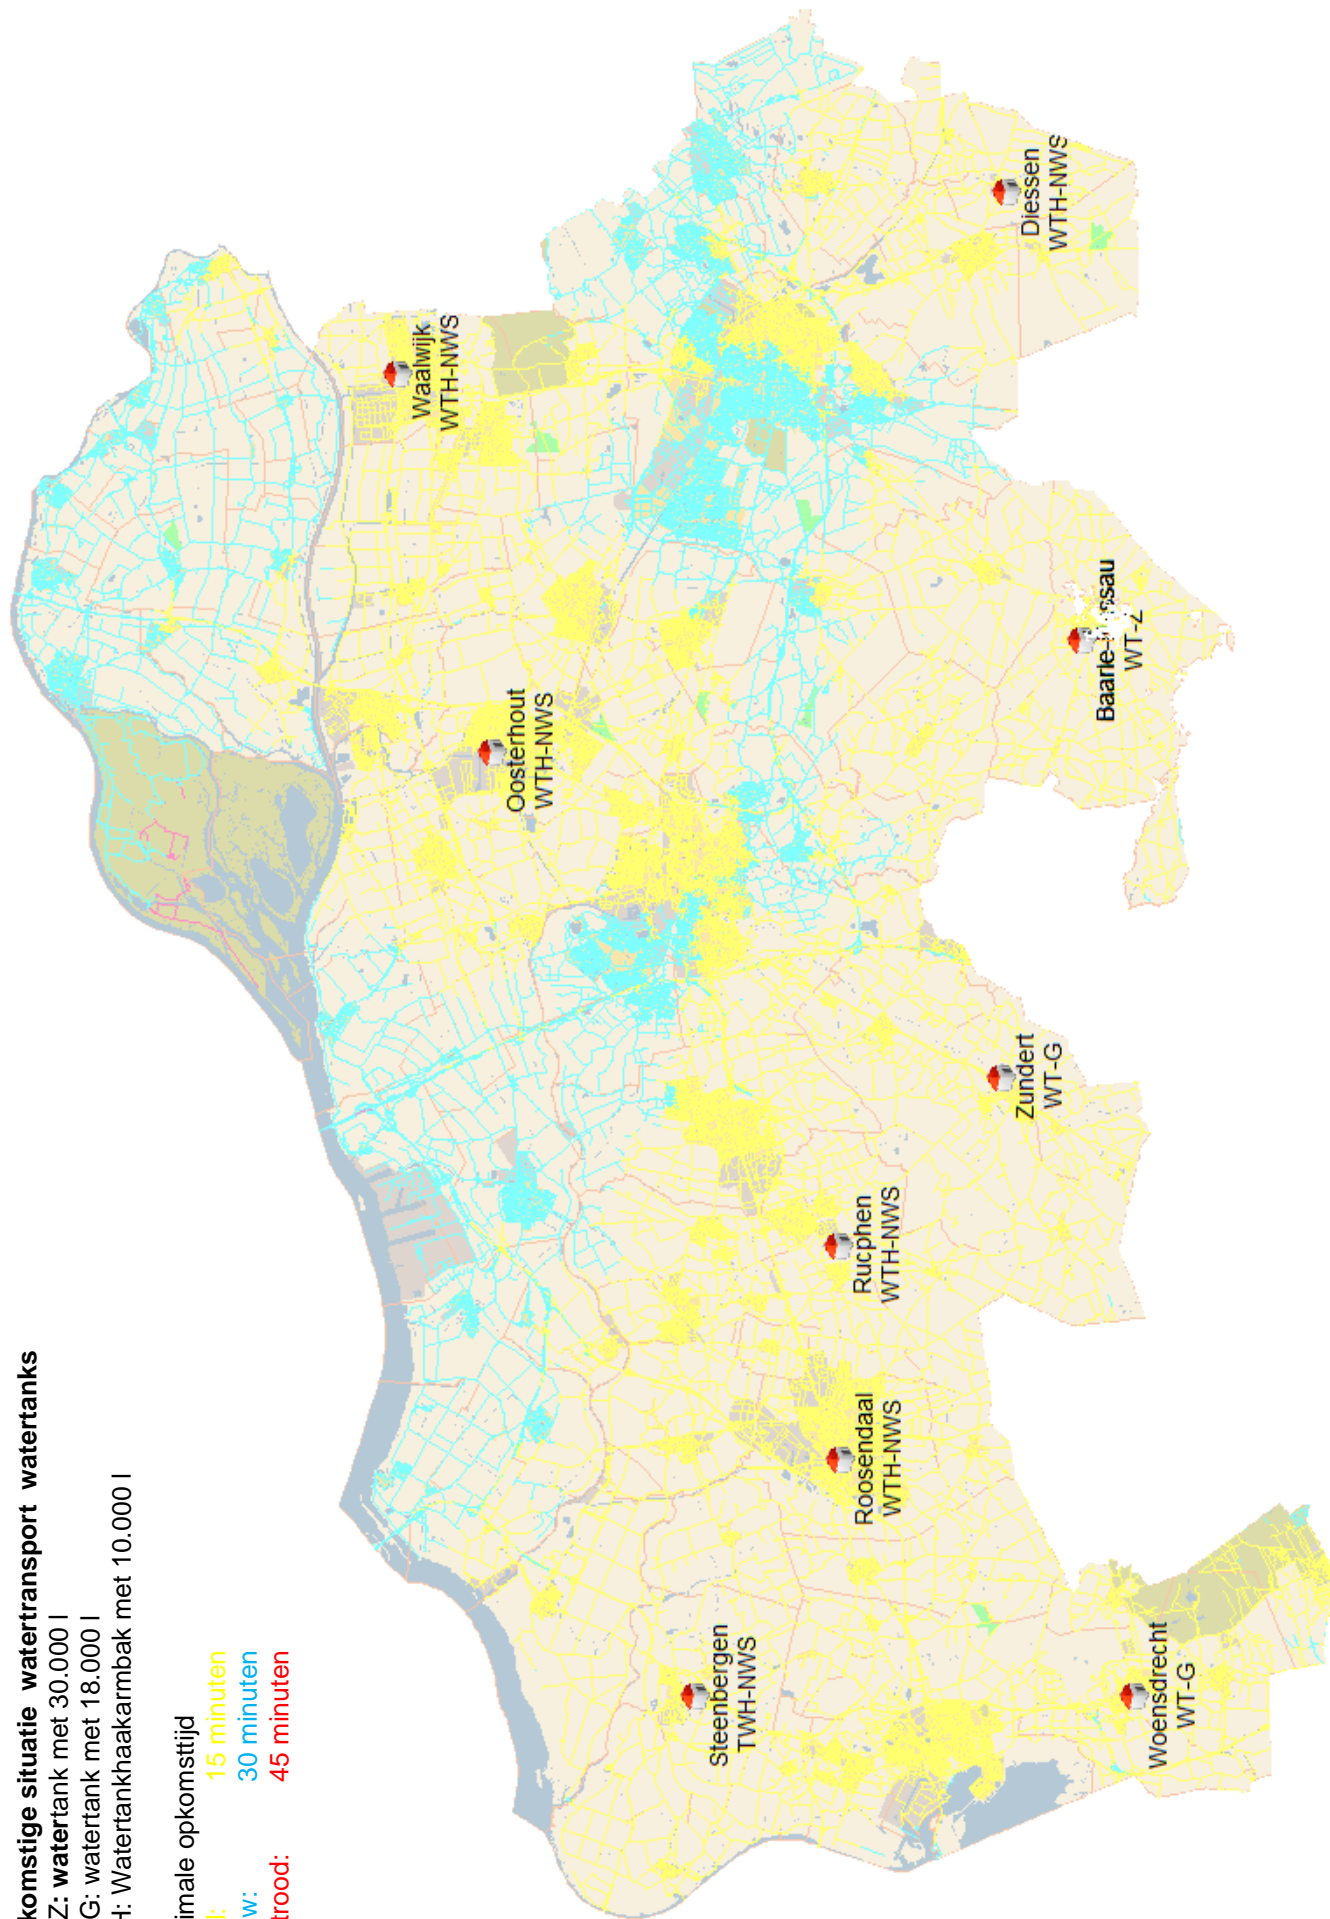 komstige situatie watertransport watertanks
Z: watertank met 30.000 l
G: watertank met 18.000 l
H: Watertankhaakarmbak met 10.000 l
imale opkomsttijd
l: 15 minuten
w: 30 minuten
trood: 45 minuten
Steenbergen
TWH-NWS
Woensdrecht
WT-G
Roosendaal
WTH-NWS
Rucphen
WTH-NWS
Zundert
WT-G
Oosterhout
WTH-NWS
WT-Z
Waalwijk
WTH-NWS
Diessen
WTH-NWS